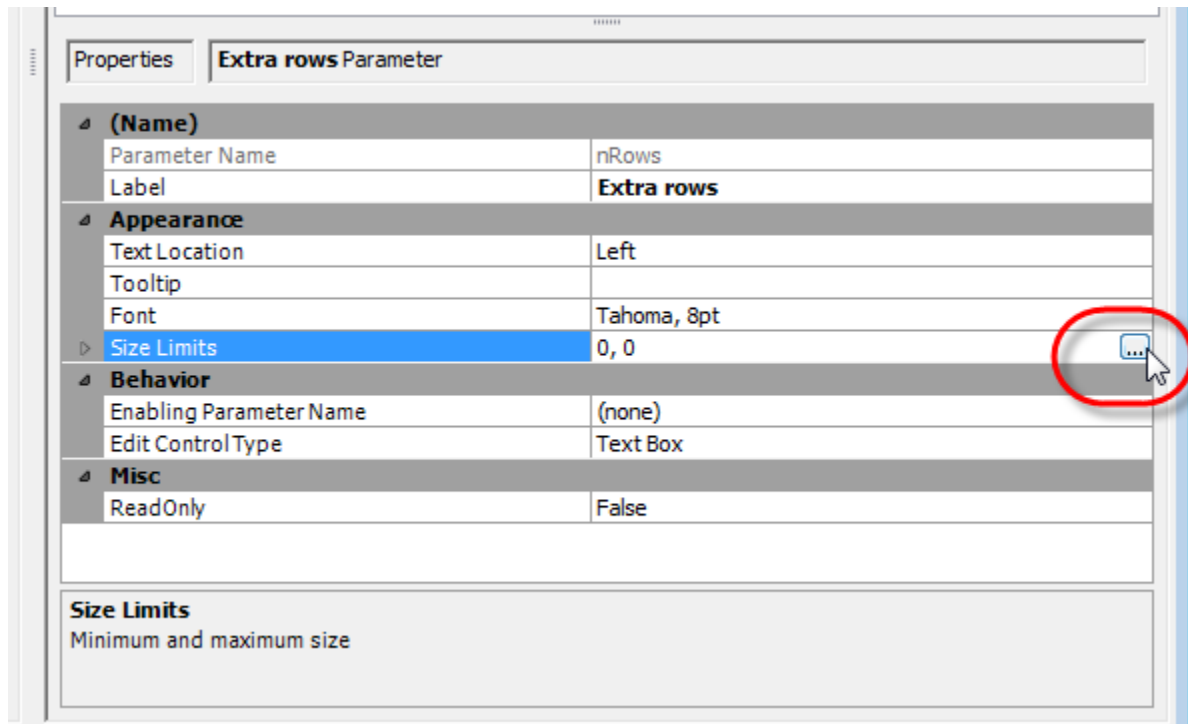 Properties Extra rows Parameter
(Name)
Parameter Name nRows
Label Extra rows
Appearance
Text Location Left
Tooltip
Font Tahoma, 8pt
Size Limits 0, 0 ...
Behavior
Enabling Parameter Name (none)
Edit Control Type Text Box
Misc
ReadOnly False
Size Limits
Minimum and maximum size